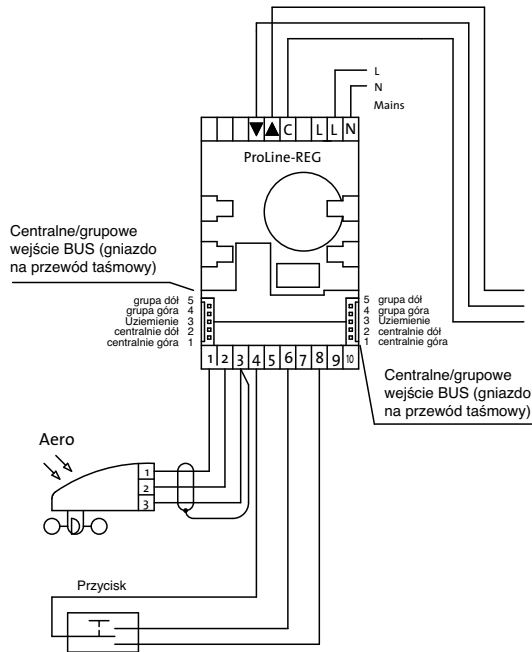 L
N
Mains
▼ ▲ C L L N
ProLine-REG
Centralne/grupowe
wejście BUS (gniazdo
na przewód taśmowy)
grupa dół 5
grupa góra 4
Uziemienie 3
centralnie dół 2
centralnie góra 1
5 grupa dół
4 grupa góra
3 Uziemienie
2 centralnie dół
1 centralnie góra
1 2 3 4 5 6 7 8 9 10
Centralne/grupowe
wejście BUS (gniazdo
na przewód taśmowy)
Aero
1
2
3
Przycisk